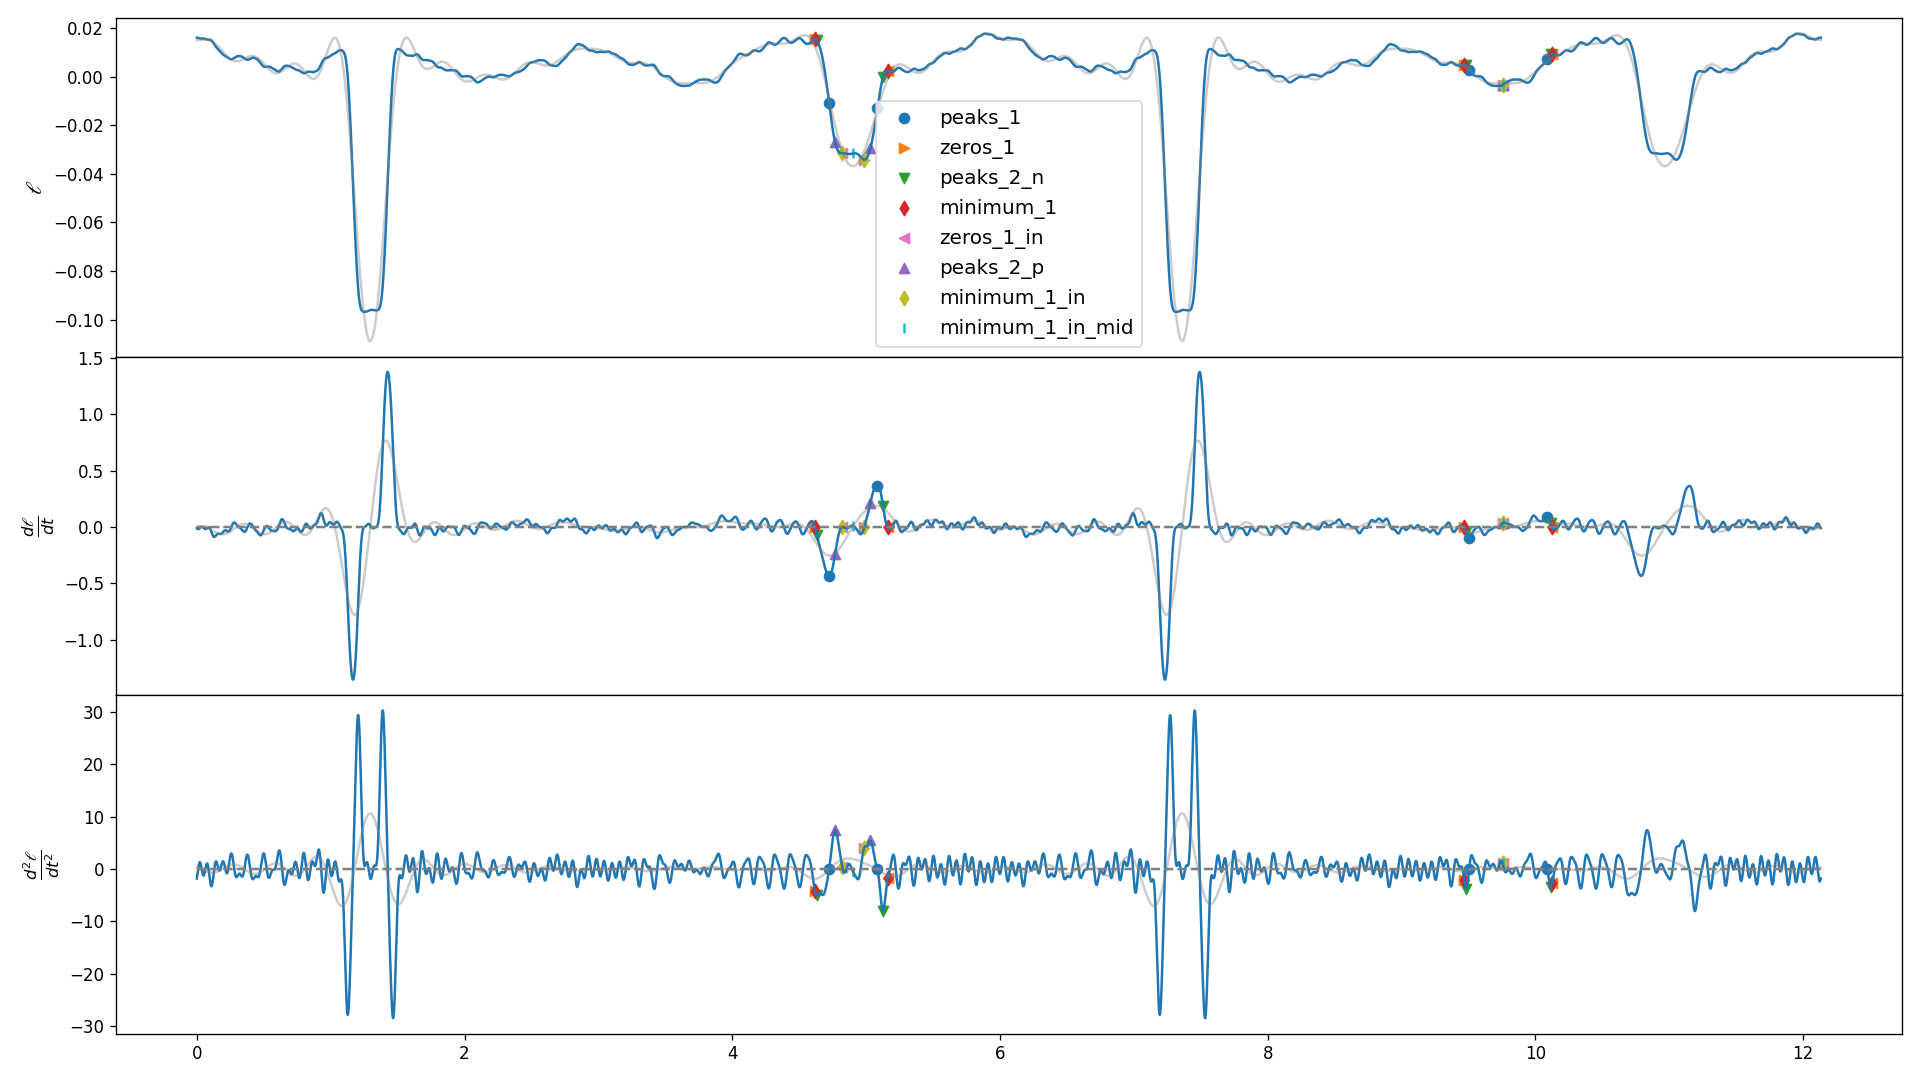 0.02
0.00
−0.02
−0.04
−0.06
−0.08
−0.10
ℓ
peaks_1
zeros_1
peaks_2_n
minimum_1
zeros_1_in
peaks_2_p
minimum_1_in
minimum_1_in_mid
1.5
1.0
0.5
0.0
−0.5
−1.0
dℓ
dt
30
20
10
0
−10
−20
−30
d²ℓ
dt²
0 2 4 6 8 10 12